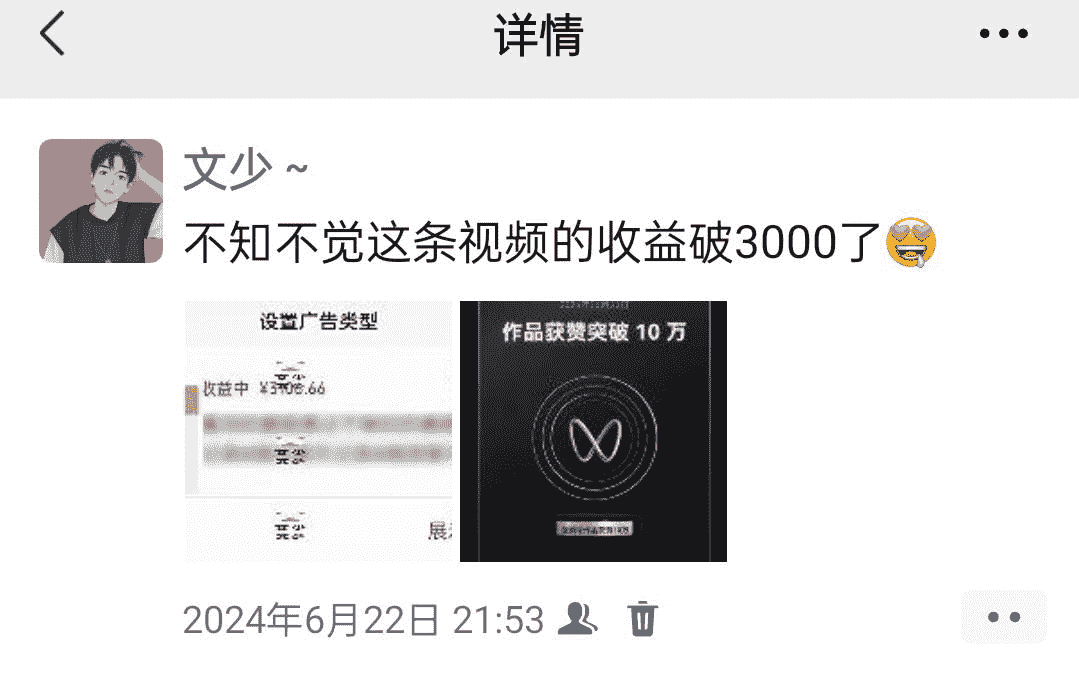 详情
文少~
不知不觉这条视频的收益破3000了
设置广告类型
收益中
作品获赞突破 10 万
2024年6月22日 21:53